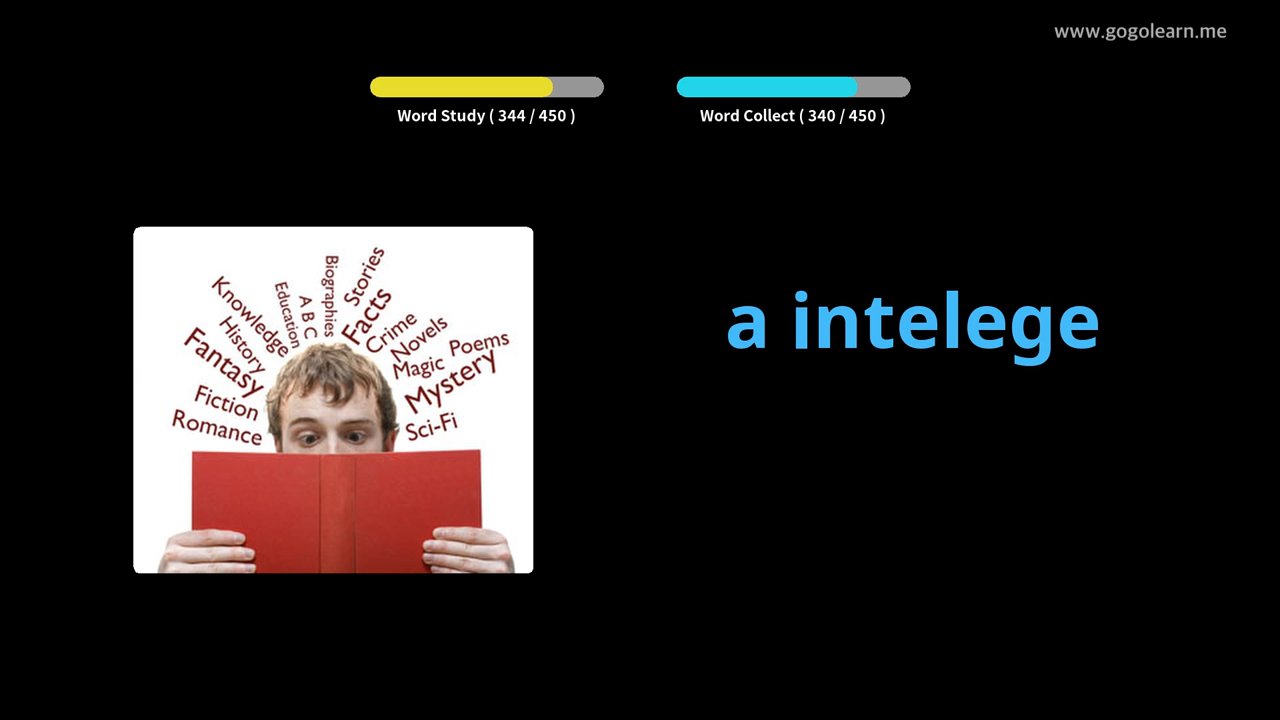 www.gogolearn.me
Word Study ( 344 / 450 )
Word Collect ( 340 / 450 )
a intelege
Knowledge
Education
A B C
Biographies
Stories
Facts
Crime
Novels
Poems
Magic
Mystery
Sci-Fi
History
Fantasy
Fiction
Romance